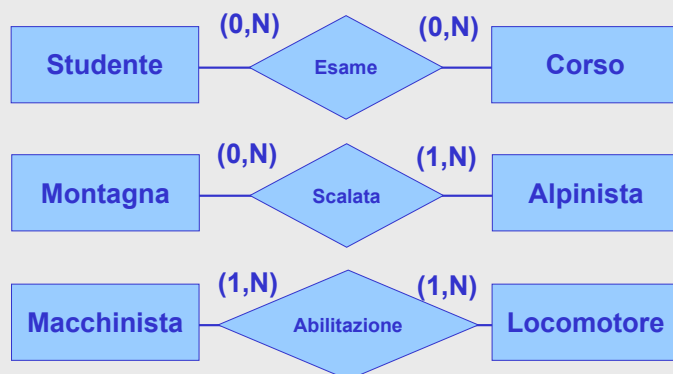 (0,N) (0,N)
Studente Esame Corso
(0,N) (1,N)
Montagna Scalata Alpinista
(1,N) (1,N)
Macchinista Abilitazione Locomotore